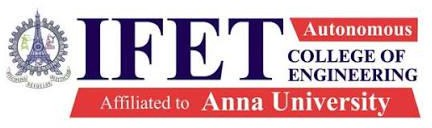 IFET
Autonomous
COLLEGE OF
ENGINEERING
Affiliated to Anna University